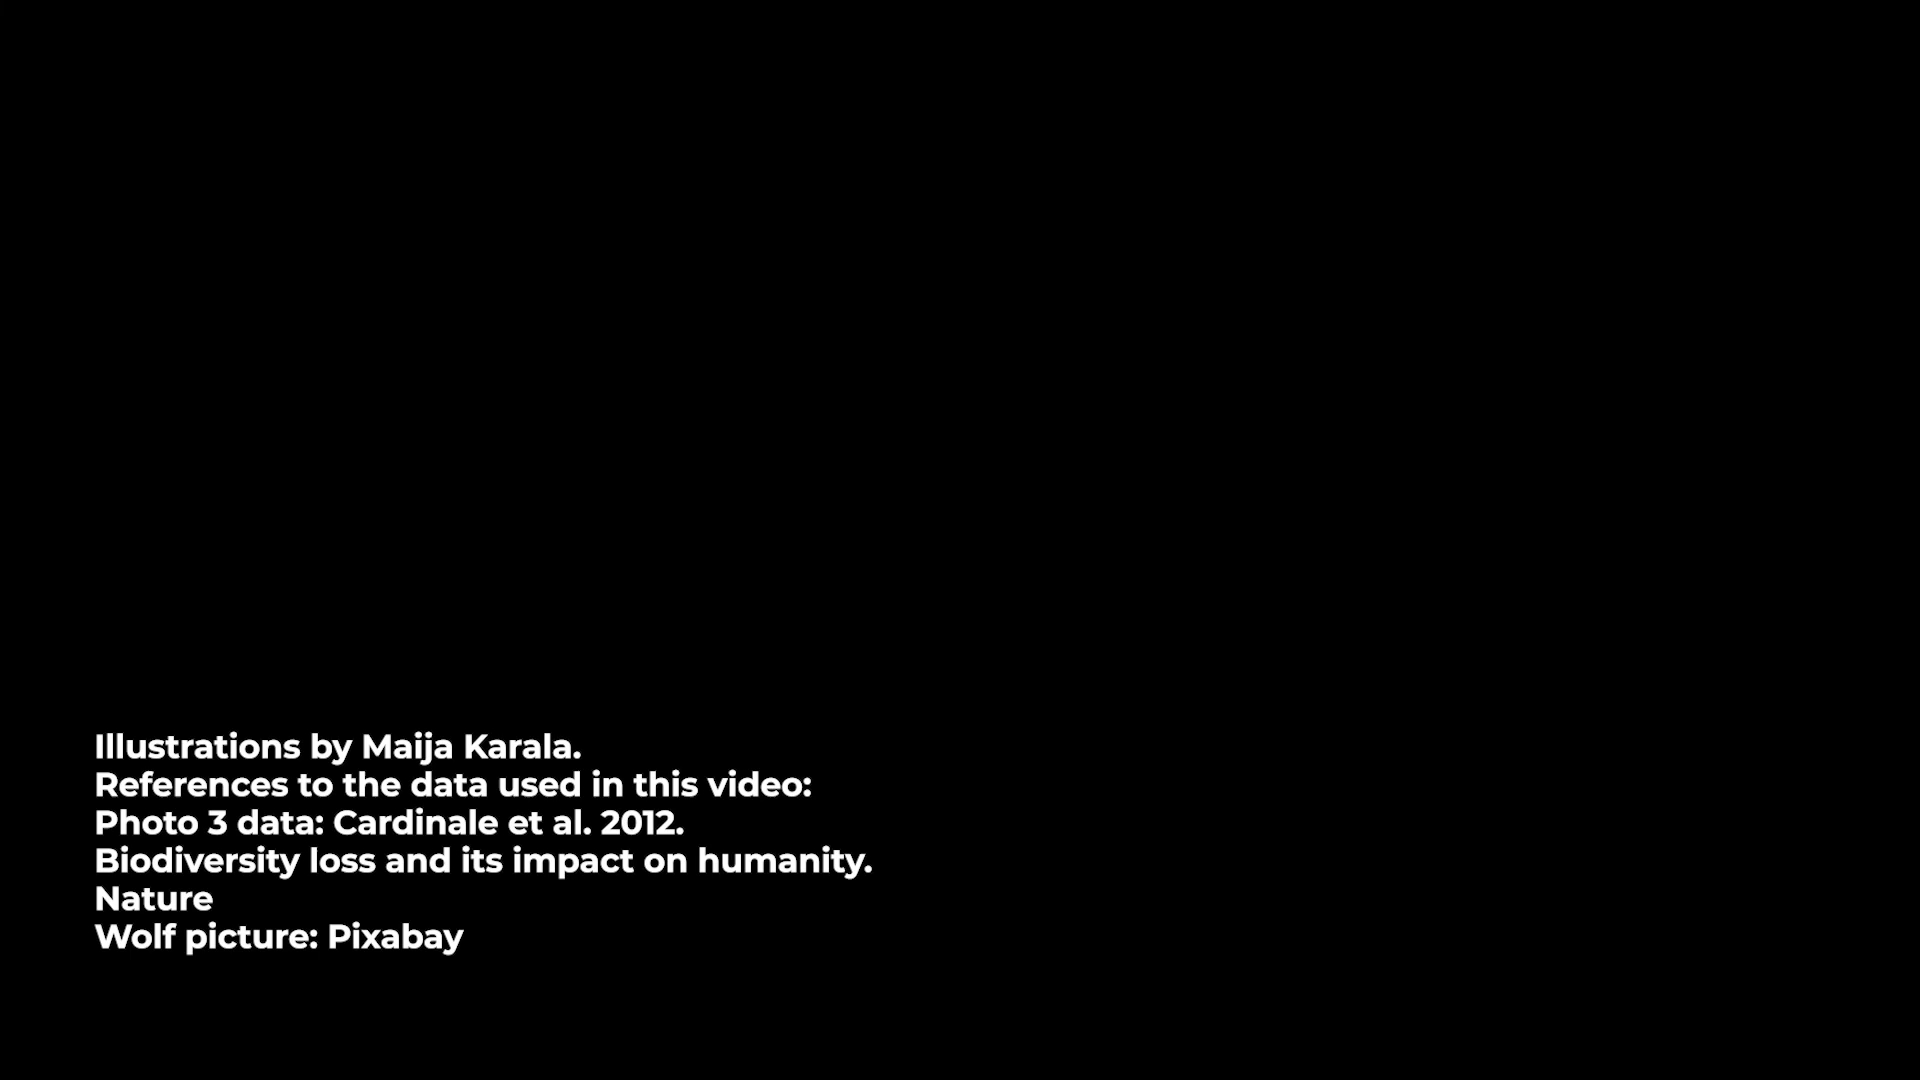 Illustrations by Maija Karala.
References to the data used in this video:
Photo 3 data: Cardinale et al. 2012.
Biodiversity loss and its impact on humanity.
Nature
Wolf picture: Pixabay